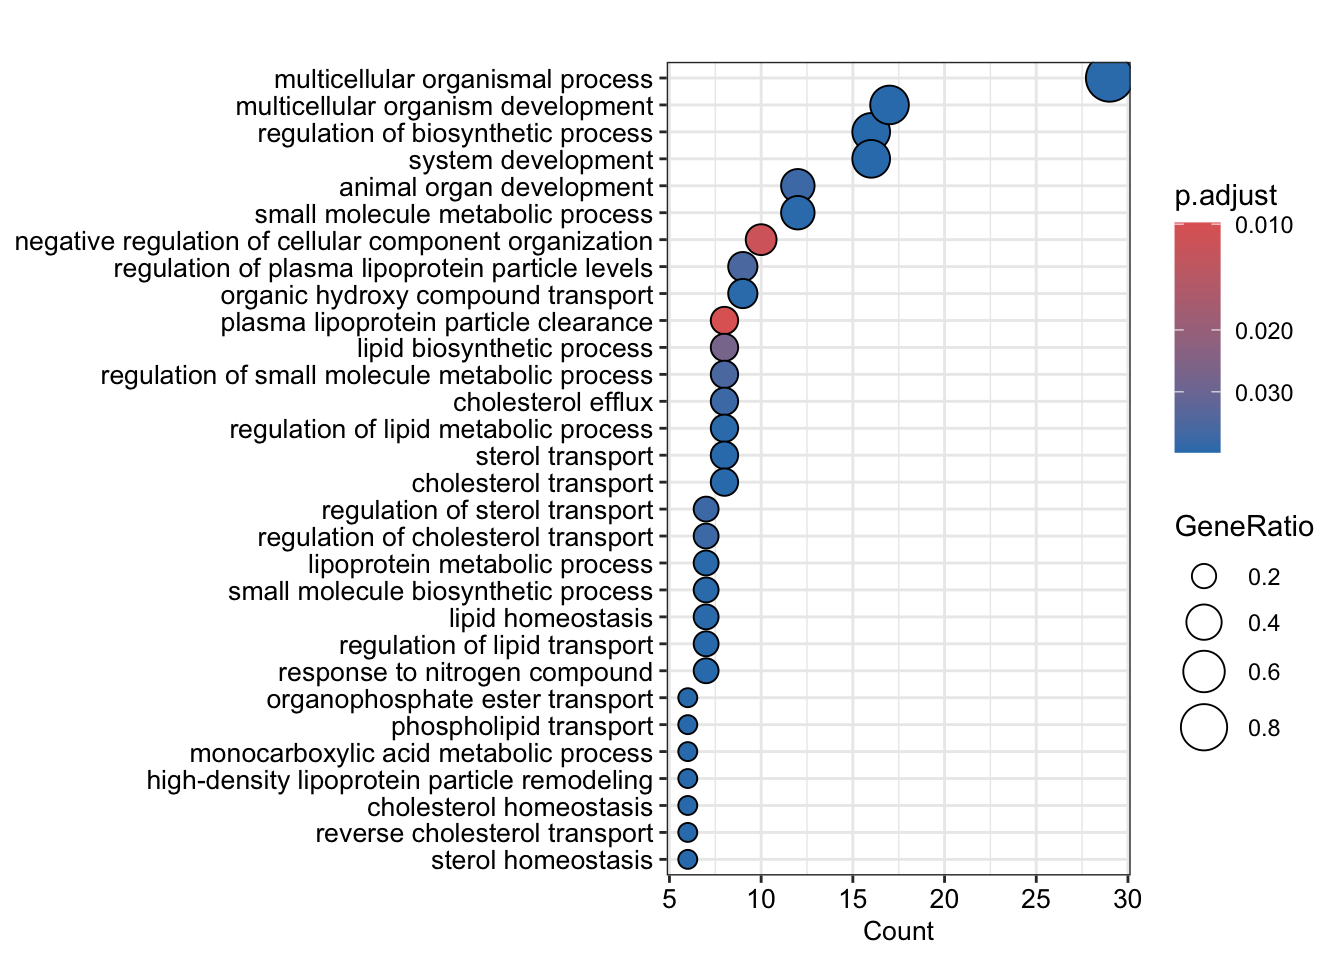 multicellular organismal process
multicellular organism development
regulation of biosynthetic process
system development
animal organ development
small molecule metabolic process
negative regulation of cellular component organization
regulation of plasma lipoprotein particle levels
organic hydroxy compound transport
plasma lipoprotein particle clearance
lipid biosynthetic process
regulation of small molecule metabolic process
cholesterol efflux
regulation of lipid metabolic process
sterol transport
cholesterol transport
regulation of sterol transport
regulation of cholesterol transport
lipoprotein metabolic process
small molecule biosynthetic process
lipid homeostasis
regulation of lipid transport
response to nitrogen compound
organophosphate ester transport
phospholipid transport
monocarboxylic acid metabolic process
high-density lipoprotein particle remodeling
cholesterol homeostasis
reverse cholesterol transport
sterol homeostasis
5 10 15 20 25 30
Count
p.adjust
0.010
0.020
0.030
GeneRatio
0.2
0.4
0.6
0.8